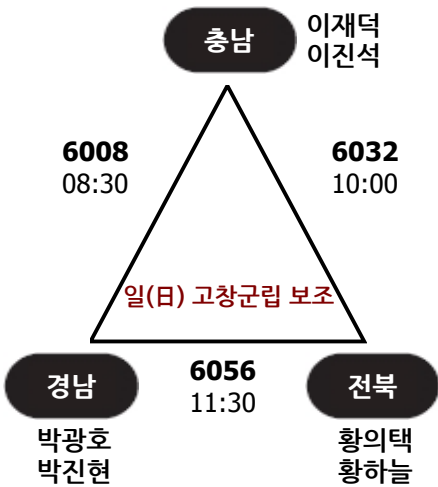 충남
이재덕
이진석
6008
08:30
6032
10:00
일(日) 고창군립 보조
경남
6056
11:30
전북
박광호
박진현
황의택
황하늘